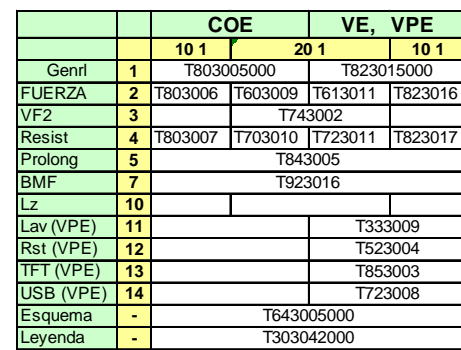 COE VE, VPE
10 1 20 1 10 1
Genrl 1 T803005000 T823015000
FUERZA 2 T803006 T603009 T613011 T823016
VF2 3 T743002
Resist 4 T803007 T703010 T723011 T823017
Prolong 5 T843005
BMF 7 T923016
Lz 10
Lav (VPE) 11 T333009
Rst (VPE) 12 T523004
TFT (VPE) 13 T853003
USB (VPE) 14 T723008
Esquema - T643005000
Leyenda - T303042000